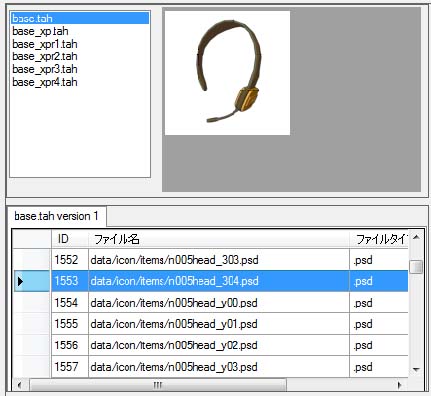 base.tah
base_xp.tah
base_xpr1.tah
base_xpr2.tah
base_xpr3.tah
base_xpr4.tah
base.tah version 1
ID ファイル名 ファイルタイプ
1552 data/icon/items/n005head_303.psd .psd
1553 data/icon/items/n005head_304.psd .psd
1554 data/icon/items/n005head_y00.psd .psd
1555 data/icon/items/n005head_y01.psd .psd
1556 data/icon/items/n005head_y02.psd .psd
1557 data/icon/items/n005head_y03.psd .psd